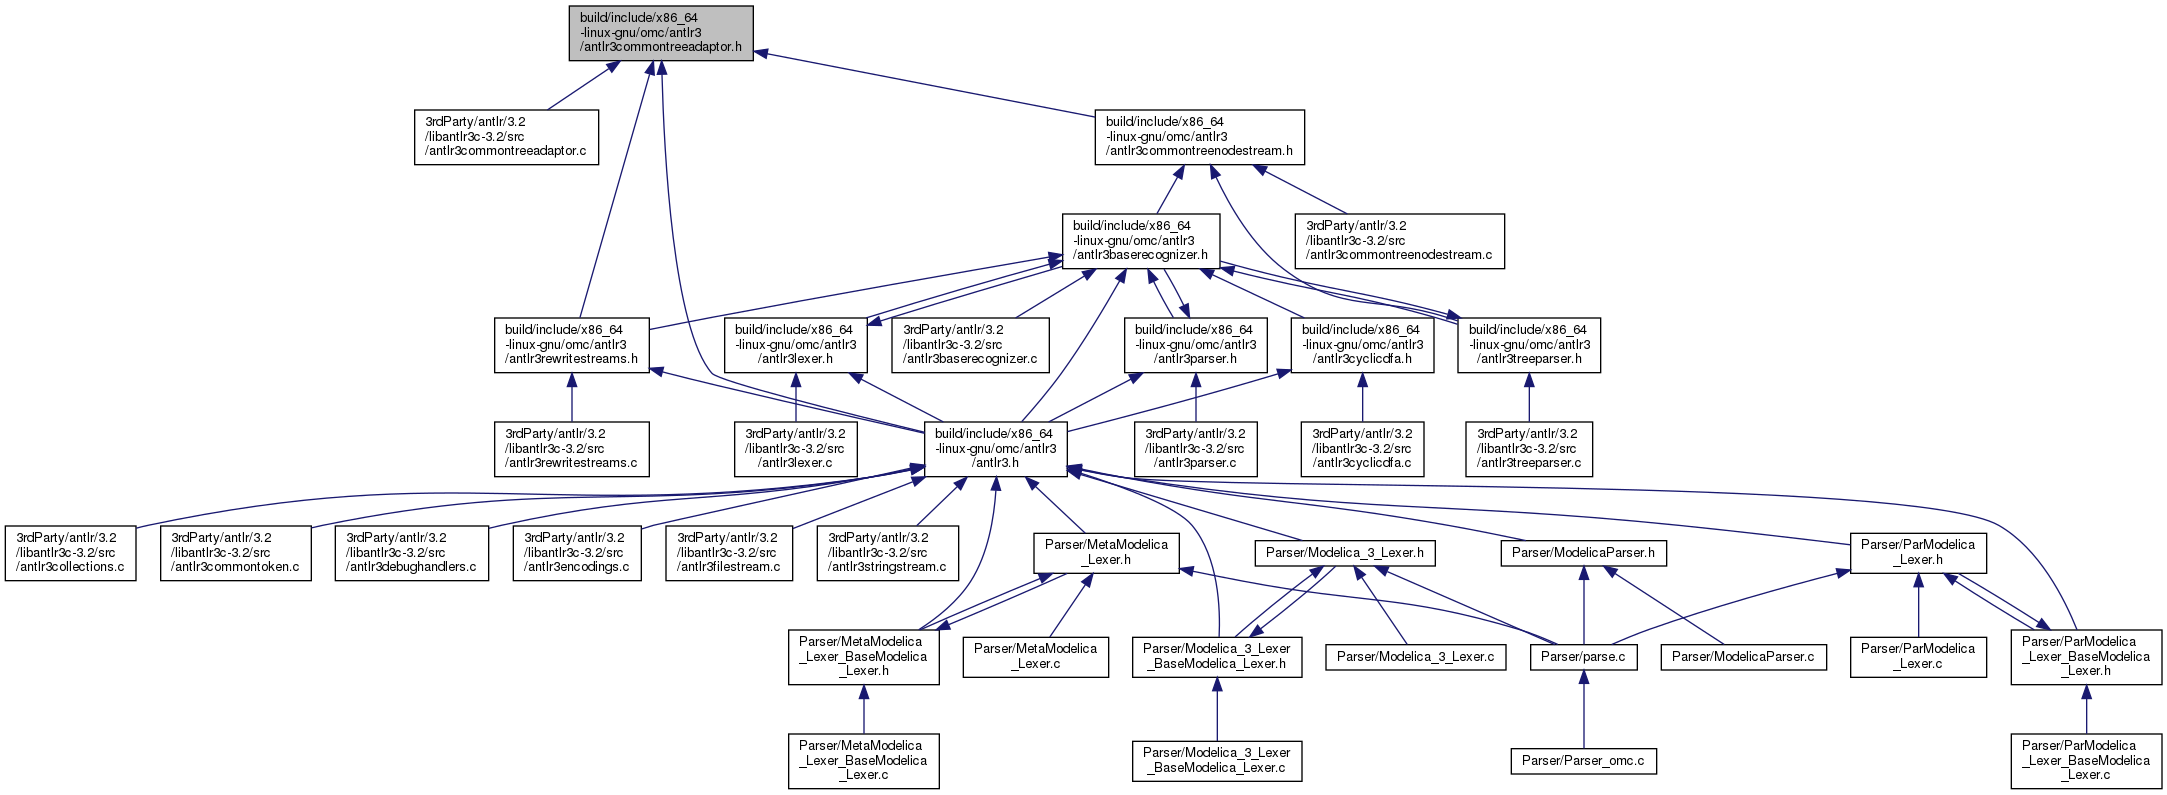 build/include/x86_64
-linux-gnu/omc/antlr3
/antlr3commontreeadaptor.h
3rdParty/antlr/3.2
/libantlr3c-3.2/src
/antlr3commontreeadaptor.c
build/include/x86_64
-linux-gnu/omc/antlr3
/antlr3commontreenodestream.h
build/include/x86_64
-linux-gnu/omc/antlr3
/antlr3baserecognizer.h
3rdParty/antlr/3.2
/libantlr3c-3.2/src
/antlr3commontreenodestream.c
build/include/x86_64
-linux-gnu/omc/antlr3
/antlr3rewritestreams.h
build/include/x86_64
-linux-gnu/omc/antlr3
/antlr3lexer.h
3rdParty/antlr/3.2
/libantlr3c-3.2/src
/antlr3baserecognizer.c
build/include/x86_64
-linux-gnu/omc/antlr3
/antlr3parser.h
build/include/x86_64
-linux-gnu/omc/antlr3
/antlr3cyclicdfa.h
build/include/x86_64
-linux-gnu/omc/antlr3
/antlr3treeparser.h
3rdParty/antlr/3.2
/libantlr3c-3.2/src
/antlr3rewritestreams.c
3rdParty/antlr/3.2
/libantlr3c-3.2/src
/antlr3lexer.c
build/include/x86_64
-linux-gnu/omc/antlr3
/antlr3.h
3rdParty/antlr/3.2
/libantlr3c-3.2/src
/antlr3parser.c
3rdParty/antlr/3.2
/libantlr3c-3.2/src
/antlr3cyclicdfa.c
3rdParty/antlr/3.2
/libantlr3c-3.2/src
/antlr3treeparser.c
3rdParty/antlr/3.2
/libantlr3c-3.2/src
/antlr3collections.c
3rdParty/antlr/3.2
/libantlr3c-3.2/src
/antlr3commontoken.c
3rdParty/antlr/3.2
/libantlr3c-3.2/src
/antlr3debughandlers.c
3rdParty/antlr/3.2
/libantlr3c-3.2/src
/antlr3encodings.c
3rdParty/antlr/3.2
/libantlr3c-3.2/src
/antlr3filestream.c
3rdParty/antlr/3.2
/libantlr3c-3.2/src
/antlr3stringstream.c
Parser/MetaModelica
_Lexer.h
Parser/Modelica_3_Lexer.h
Parser/ModelicaParser.h
Parser/ParModelica
_Lexer.h
Parser/MetaModelica
_Lexer_BaseModelica
_Lexer.h
Parser/MetaModelica
_Lexer.c
Parser/Modelica_3_Lexer
_BaseModelica_Lexer.h
Parser/Modelica_3_Lexer.c
Parser/parse.c
Parser/ModelicaParser.c
Parser/ParModelica
_Lexer.c
Parser/ParModelica
_Lexer_BaseModelica
_Lexer.h
Parser/MetaModelica
_Lexer_BaseModelica
_Lexer.c
Parser/Modelica_3_Lexer
_BaseModelica_Lexer.c
Parser/Parser_omc.c
Parser/ParModelica
_Lexer_BaseModelica
_Lexer.c